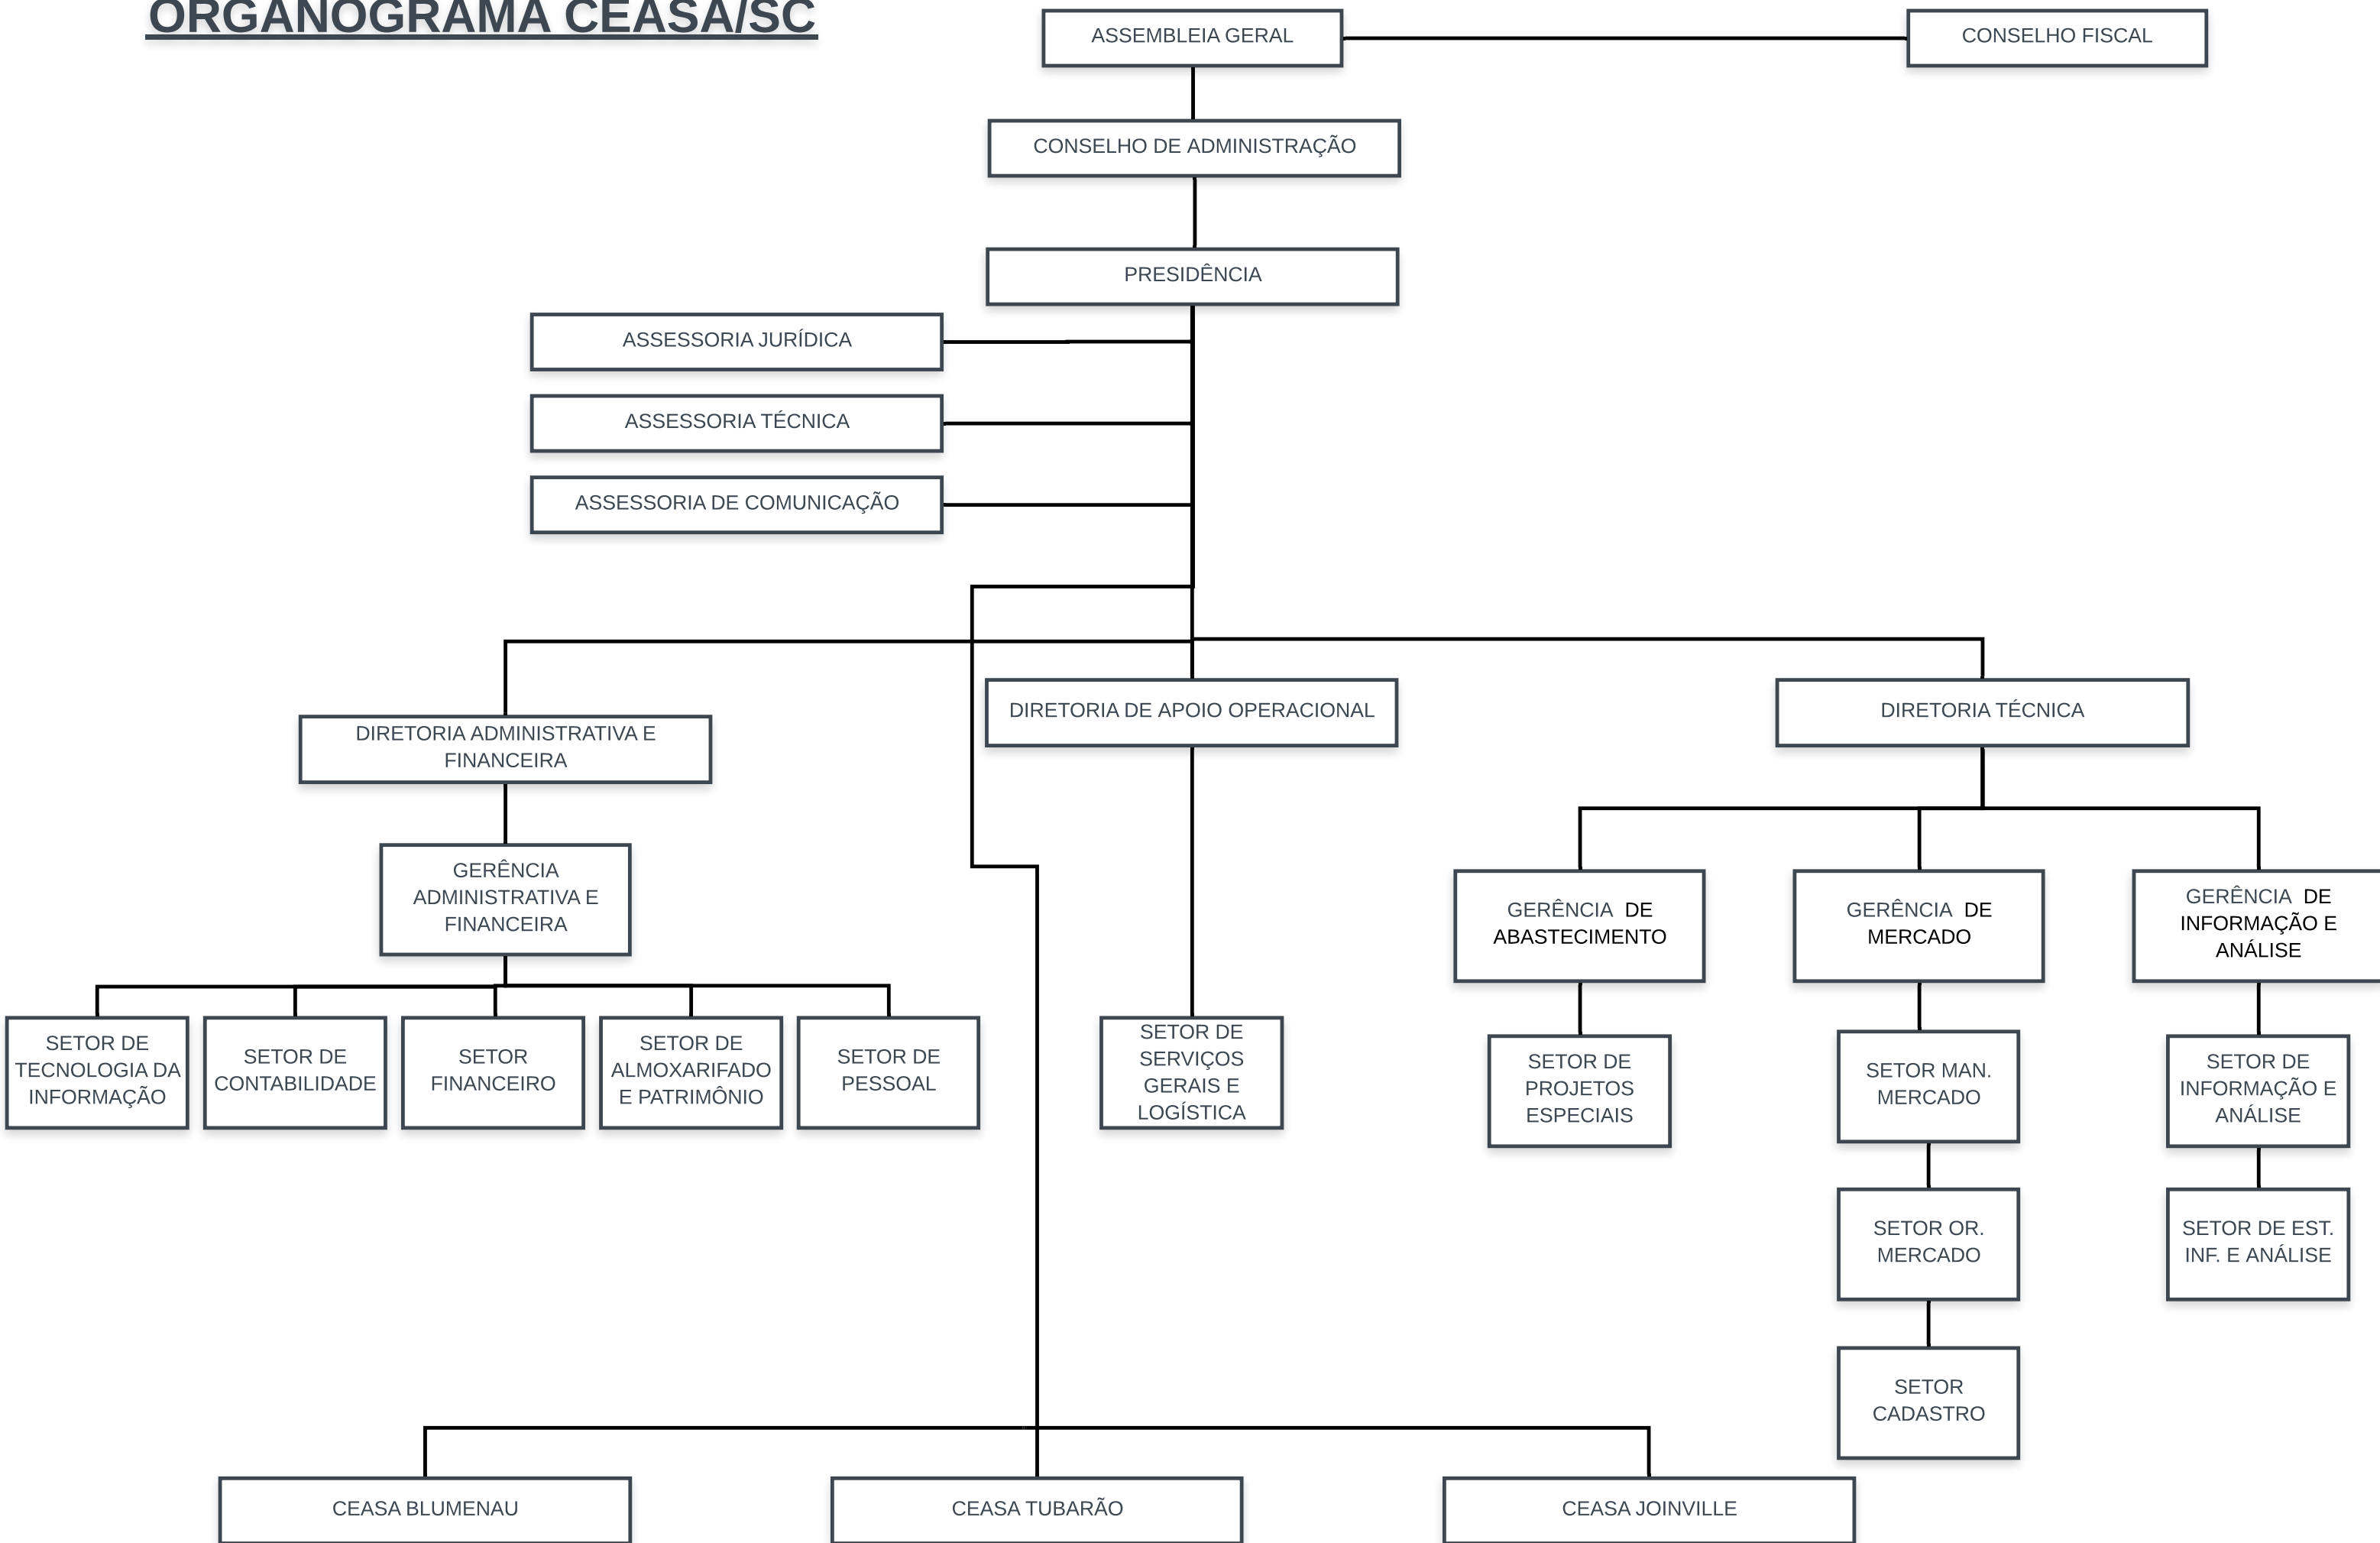 ORGANOGRAMA CEASA/SC
ASSEMBLEIA GERAL
CONSELHO FISCAL
CONSELHO DE ADMINISTRAÇÃO
PRESIDÊNCIA
ASSESSORIA JURÍDICA
ASSESSORIA TÉCNICA
ASSESSORIA DE COMUNICAÇÃO
DIRETORIA ADMINISTRATIVA E
FINANCEIRA
DIRETORIA DE APOIO OPERACIONAL
DIRETORIA TÉCNICA
GERÊNCIA
ADMINISTRATIVA E
FINANCEIRA
GERÊNCIA DE
ABASTECIMENTO
GERÊNCIA DE
MERCADO
GERÊNCIA DE
INFORMAÇÃO E
ANÁLISE
SETOR DE
TECNOLOGIA DA
INFORMAÇÃO
SETOR DE
CONTABILIDADE
SETOR
FINANCEIRO
SETOR DE
ALMOXARIFADO
E PATRIMÔNIO
SETOR DE
PESSOAL
SETOR DE
SERVIÇOS
GERAIS E
LOGÍSTICA
SETOR DE
PROJETOS
ESPECIAIS
SETOR MAN.
MERCADO
SETOR DE
INFORMAÇÃO E
ANÁLISE
SETOR OR.
MERCADO
SETOR DE EST.
INF. E ANÁLISE
SETOR
CADASTRO
CEASA BLUMENAU
CEASA TUBARÃO
CEASA JOINVILLE